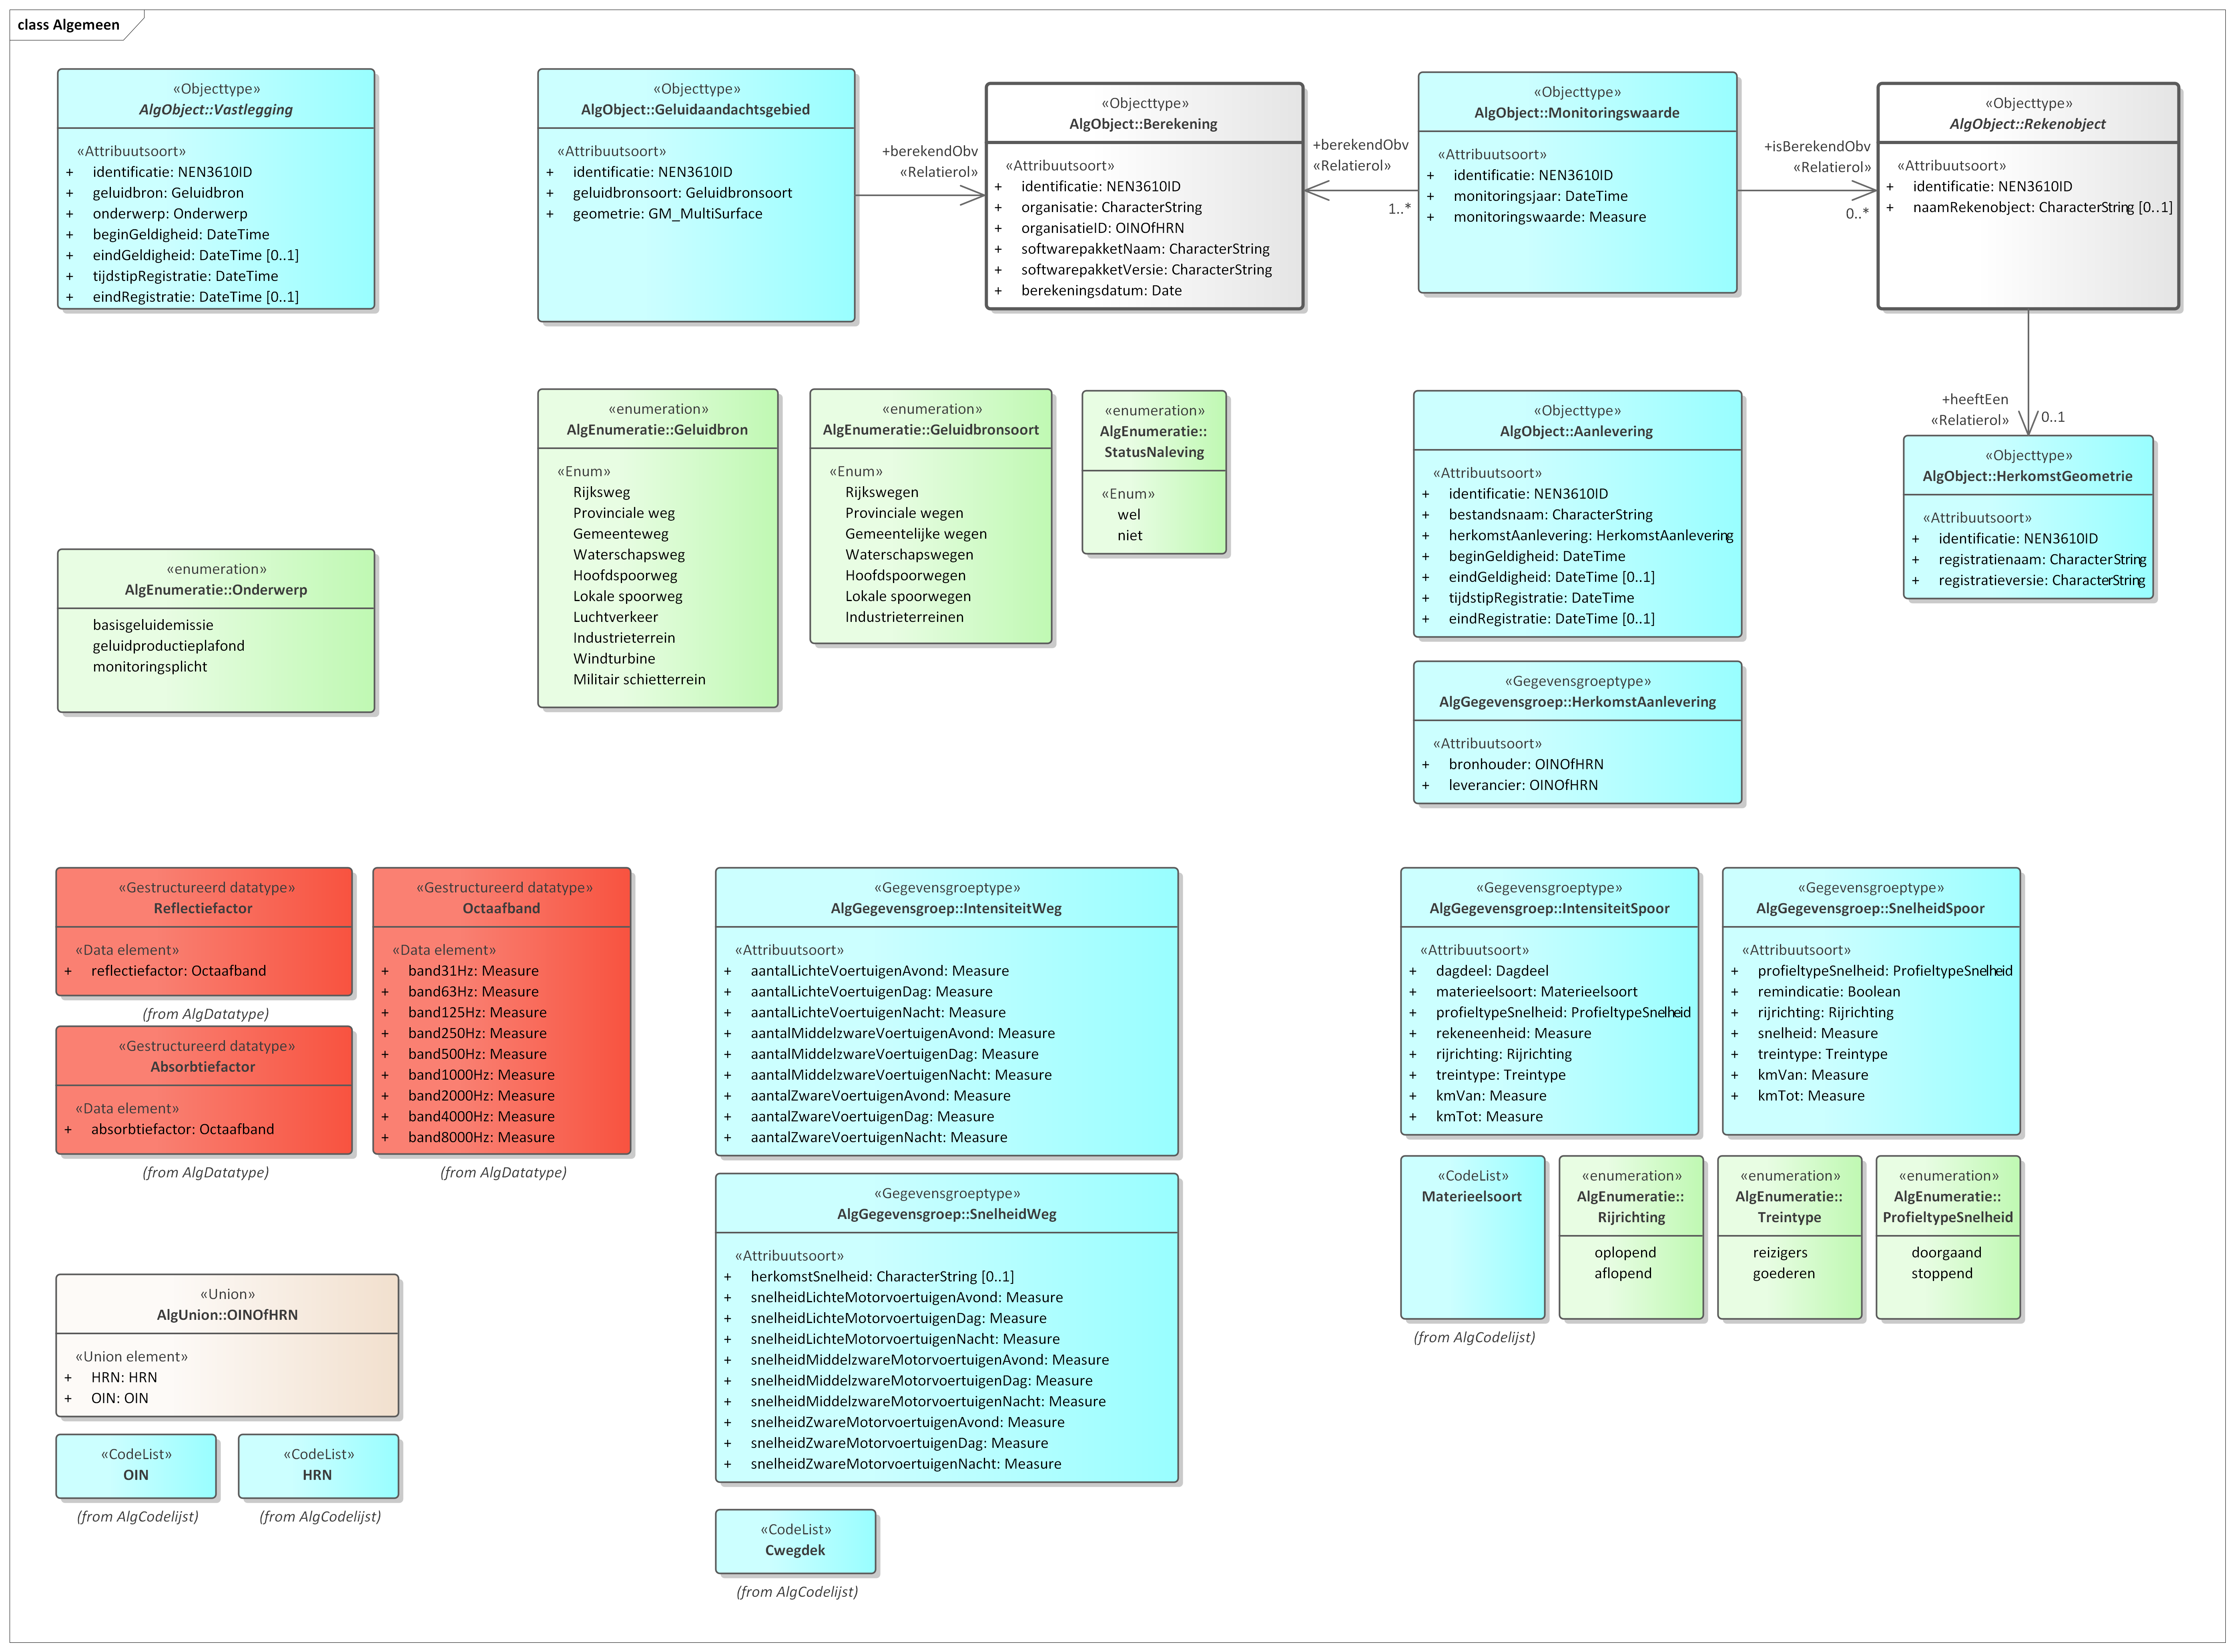 class Algemeen
«Objecttype»
AlgObject::Vastlegging
«Attribuutsoort»
+ identificatie: NEN3610ID
+ geluidbron: Geluidbron
+ onderwerp: Onderwerp
+ beginGeldigheid: DateTime
+ eindGeldigheid: DateTime [0..1]
+ tijdstipRegistratie: DateTime
+ eindRegistratie: DateTime [0..1]
«Objecttype»
AlgObject::Geluidaandachtsgebied
«Attribuutsoort»
+ identificatie: NEN3610ID
+ geluidbronsoort: Geluidbronsoort
+ geometrie: GM_MultiSurface
+berekendObv
«Relatierol»
«Objecttype»
AlgObject::Berekening
«Attribuutsoort»
+ identificatie: NEN3610ID
+ organisatie: CharacterString
+ organisatieID: OINOfHRN
+ softwarepakketNaam: CharacterString
+ softwarepakketVersie: CharacterString
+ berekeningsdatum: Date
+berekendObv
«Relatierol»
1..*
«Objecttype»
AlgObject::Monitoringswaarde
«Attribuutsoort»
+ identificatie: NEN3610ID
+ monitoringsjaar: DateTime
+ monitoringswaarde: Measure
+isBerekendObv
«Relatierol»
0..*
«Objecttype»
AlgObject::Rekenobject
«Attribuutsoort»
+ identificatie: NEN3610ID
+ naamRekenobject: CharacterString [0..1]
+heeftEen
«Relatierol»
0..1
«Objecttype»
AlgObject::HerkomstGeometrie
«Attribuutsoort»
+ identificatie: NEN3610ID
+ registratienaam: CharacterString
+ registratieversie: CharacterString
«enumeration»
AlgEnumeratie::Onderwerp
basisgeluidemissie
geluidproductieplafond
monitoringsplicht
«enumeration»
AlgEnumeratie::Geluidbron
«Enum»
Rijksweg
Provinciale weg
Gemeenteweg
Waterschapsweg
Hoofdspoorweg
Lokale spoorweg
Luchtverkeer
Industrieterrein
Windturbine
Militair schietterrein
«enumeration»
AlgEnumeratie::Geluidbronsoort
«Enum»
Rijkswegen
Provinciale wegen
Gemeentelijke wegen
Waterschapswegen
Hoofdspoorwegen
Lokale spoorwegen
Industrieterreinen
«enumeration»
AlgEnumeratie::
StatusNaleving
«Enum»
wel
niet
«Objecttype»
AlgObject::Aanlevering
«Attribuutsoort»
+ identificatie: NEN3610ID
+ bestandsnaam: CharacterString
+ herkomstAanlevering: HerkomstAanlevering
+ beginGeldigheid: DateTime
+ eindGeldigheid: DateTime [0..1]
+ tijdstipRegistratie: DateTime
+ eindRegistratie: DateTime [0..1]
«Gegevensgroeptype»
AlgGegevensgroep::HerkomstAanlevering
«Attribuutsoort»
+ bronhouder: OINOfHRN
+ leverancier: OINOfHRN
«Gestructureerd datatype»
Reflectiefactor
«Data element»
+ reflectiefactor: Octaafband
(from AlgDatatype)
«Gestructureerd datatype»
Absorbtiefactor
«Data element»
+ absorbtiefactor: Octaafband
(from AlgDatatype)
«Gestructureerd datatype»
Octaafband
«Data element»
+ band31Hz: Measure
+ band63Hz: Measure
+ band125Hz: Measure
+ band250Hz: Measure
+ band500Hz: Measure
+ band1000Hz: Measure
+ band2000Hz: Measure
+ band4000Hz: Measure
+ band8000Hz: Measure
(from AlgDatatype)
«Gegevensgroeptype»
AlgGegevensgroep::IntensiteitWeg
«Attribuutsoort»
+ aantalLichteVoertuigenAvond: Measure
+ aantalLichteVoertuigenDag: Measure
+ aantalLichteVoertuigenNacht: Measure
+ aantalMiddelzwareVoertuigenAvond: Measure
+ aantalMiddelzwareVoertuigenDag: Measure
+ aantalMiddelzwareVoertuigenNacht: Measure
+ aantalZwareVoertuigenAvond: Measure
+ aantalZwareVoertuigenDag: Measure
+ aantalZwareVoertuigenNacht: Measure
«Gegevensgroeptype»
AlgGegevensgroep::SnelheidWeg
«Attribuutsoort»
+ herkomstSnelheid: CharacterString [0..1]
+ snelheidLichteMotorvoertuigenAvond: Measure
+ snelheidLichteMotorvoertuigenDag: Measure
+ snelheidLichteMotorvoertuigenNacht: Measure
+ snelheidMiddelzwareMotorvoertuigenAvond: Measure
+ snelheidMiddelzwareMotorvoertuigenDag: Measure
+ snelheidMiddelzwareMotorvoertuigenNacht: Measure
+ snelheidZwareMotorvoertuigenAvond: Measure
+ snelheidZwareMotorvoertuigenDag: Measure
+ snelheidZwareMotorvoertuigenNacht: Measure
«CodeList»
Cwegdek
(from AlgCodelijst)
«Gegevensgroeptype»
AlgGegevensgroep::IntensiteitSpoor
«Attribuutsoort»
+ dagdeel: Dagdeel
+ materieelsoort: Materieelsoort
+ profieltypeSnelheid: ProfieltypeSnelheid
+ rekeneenheid: Measure
+ rijrichting: Rijrichting
+ treintype: Treintype
+ kmVan: Measure
+ kmTot: Measure
«Gegevensgroeptype»
AlgGegevensgroep::SnelheidSpoor
«Attribuutsoort»
+ profieltypeSnelheid: ProfieltypeSnelheid
+ remindicatie: Boolean
+ rijrichting: Rijrichting
+ snelheid: Measure
+ treintype: Treintype
+ kmVan: Measure
+ kmTot: Measure
«CodeList»
Materieelsoort
(from AlgCodelijst)
«enumeration»
AlgEnumeratie::
Rijrichting
oplopend
aflopend
«enumeration»
AlgEnumeratie::
Treintype
reizigers
goederen
«enumeration»
AlgEnumeratie::
ProfieltypeSnelheid
doorgaand
stoppend
«Union»
AlgUnion::OINOfHRN
«Union element»
+ HRN: HRN
+ OIN: OIN
«CodeList»
OIN
(from AlgCodelijst)
«CodeList»
HRN
(from AlgCodelijst)